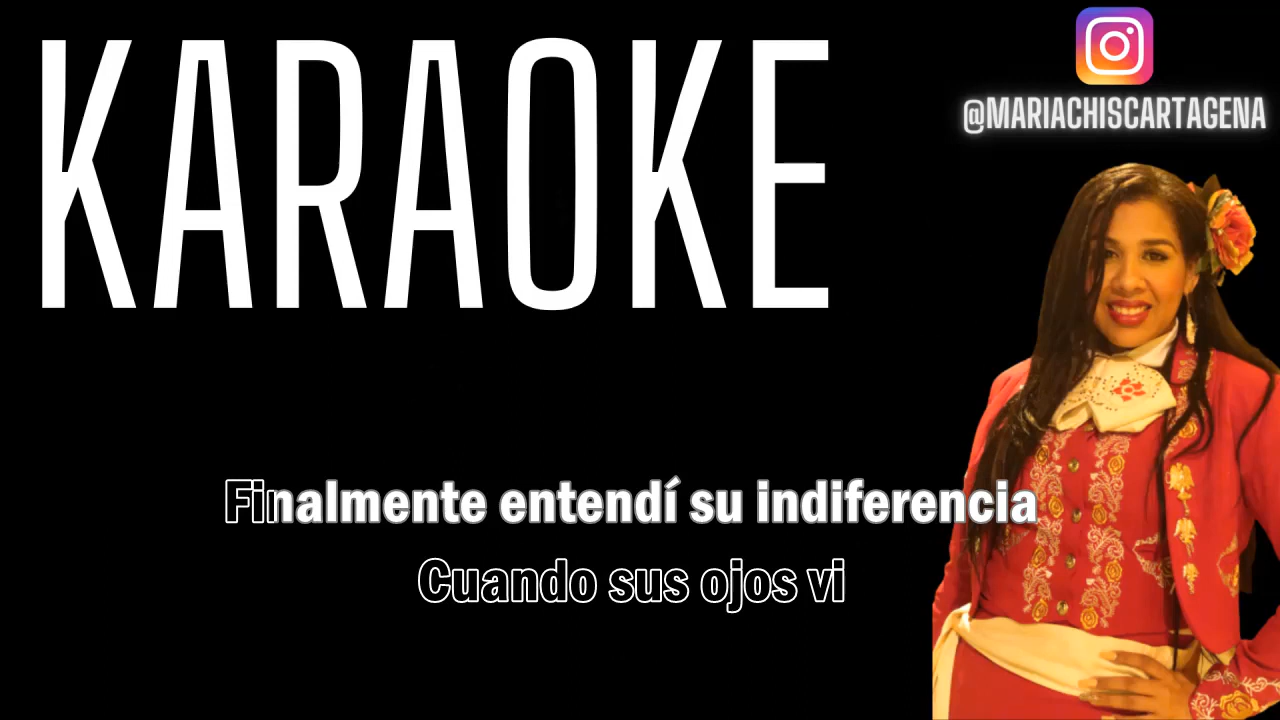 KARAOKE
@MARIACHISCARTAGENA
Finalmente entendí su indiferencia
Cuando sus ojos vi